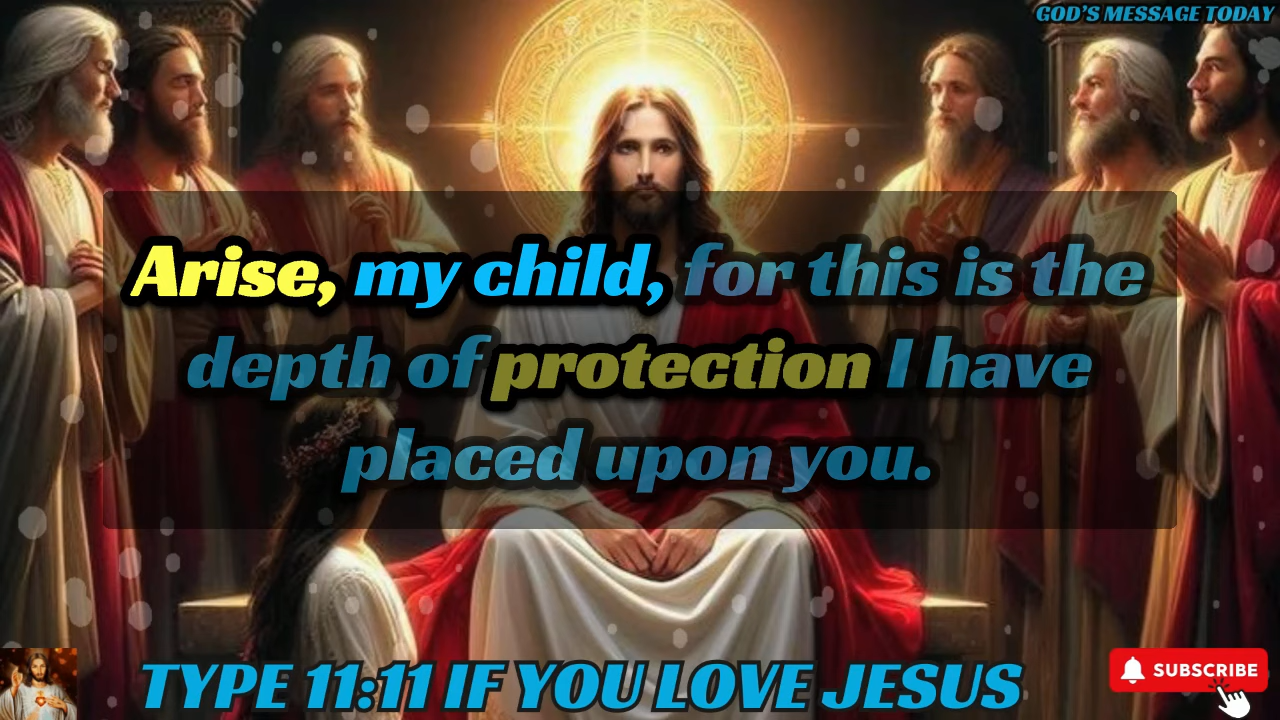 GOD'S MESSAGE TODAY
Arise, my child, for this is the
depth of protection I have
placed upon you.
TYPE 11:11 IF YOU LOVE JESUS
SUBSCRIBE